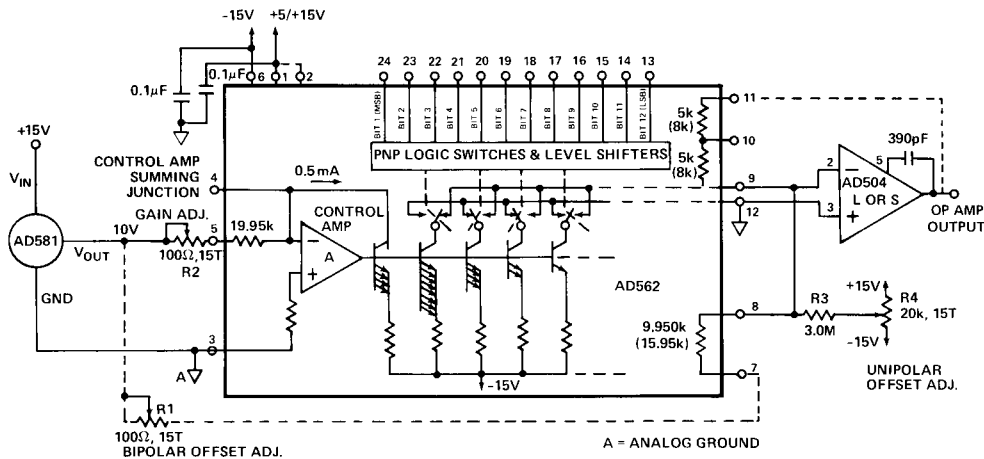 -15V
+5/+15V
0.1μF
0.1μF
6
1
2
24
23
22
21
20
19
18
17
16
15
14
13
BIT 1 (MSB)
BIT 2
BIT 3
BIT 4
BIT 5
BIT 6
BIT 7
BIT 8
BIT 9
BIT 10
BIT 11
BIT 12 (LSB)
PNP LOGIC SWITCHES & LEVEL SHIFTERS
5k
(8k)
11
10
5k
(8k)
390pF
+15V
VIN
CONTROL AMP
SUMMING
JUNCTION
4
0.5mA
9
12
2
5
AD504
L OR S
3
OP AMP
OUTPUT
GAIN ADJ.
10V
5
19.95k
CONTROL
AMP
AD581
VOUT
100Ω, 15T
R2
A
AD562
GND
3
A
8
9.950k
(15.95k)
7
R3
3.0M
+15V
R4
20k, 15T
-15V
UNIPOLAR
OFFSET ADJ.
-15V
R1
100Ω, 15T
BIPOLAR OFFSET ADJ.
A = ANALOG GROUND